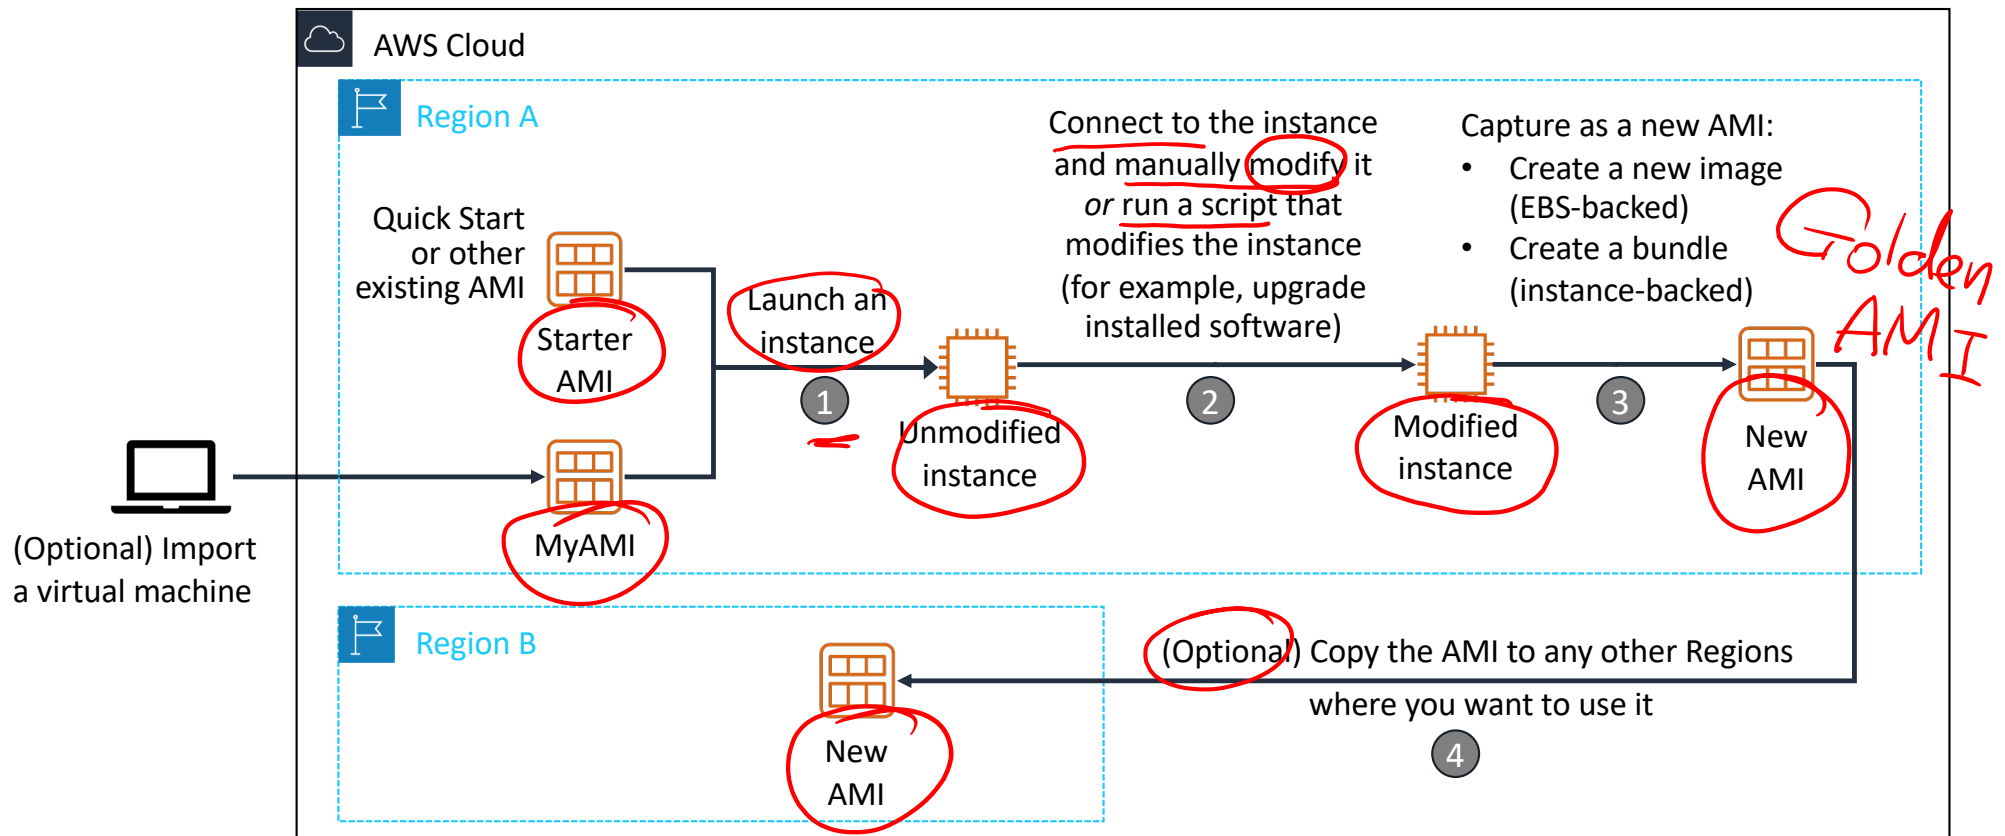 AWS Cloud
Region A
Quick Start
or other
existing AMI
Starter
AMI
MyAMI
(Optional) Import
a virtual machine
Launch an
instance
1
Unmodified
instance
Connect to the instance
and manually modify it
or run a script that
modifies the instance
(for example, upgrade
installed software)
2
Modified
instance
Capture as a new AMI:
• Create a new image
(EBS-backed)
• Create a bundle
(instance-backed)
3
New
AMI
Golden
AMI
Region B
New
AMI
(Optional) Copy the AMI to any other Regions
where you want to use it
4